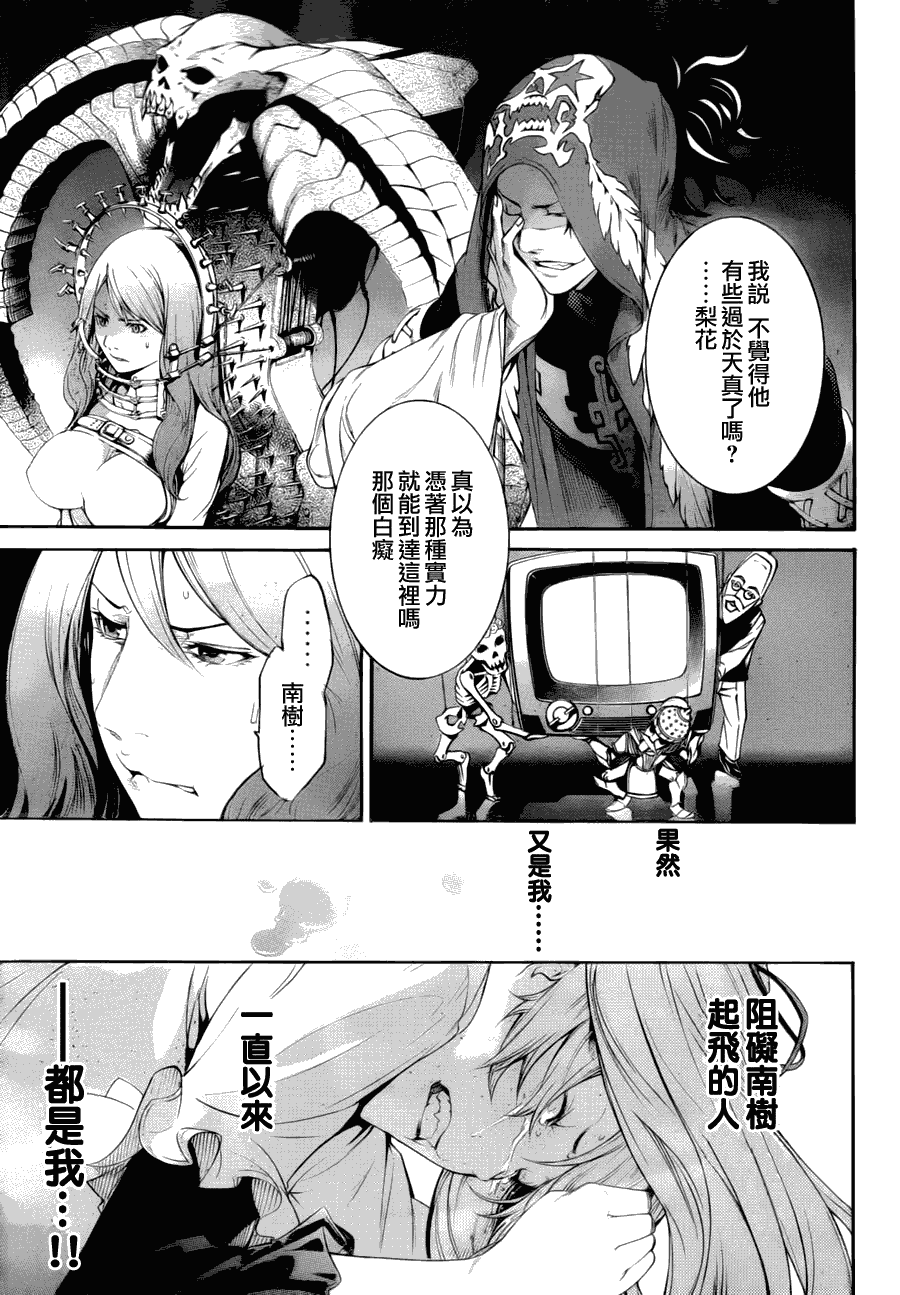 我說 不覺得他
有些過於天真了嗎？
……梨花
真以為
憑著那種實力
就能到達這裡嗎
那個白癡
……
南樹……
果然
又是我……
阻礙南樹
起飛的人
一直以來
——都是我…!!